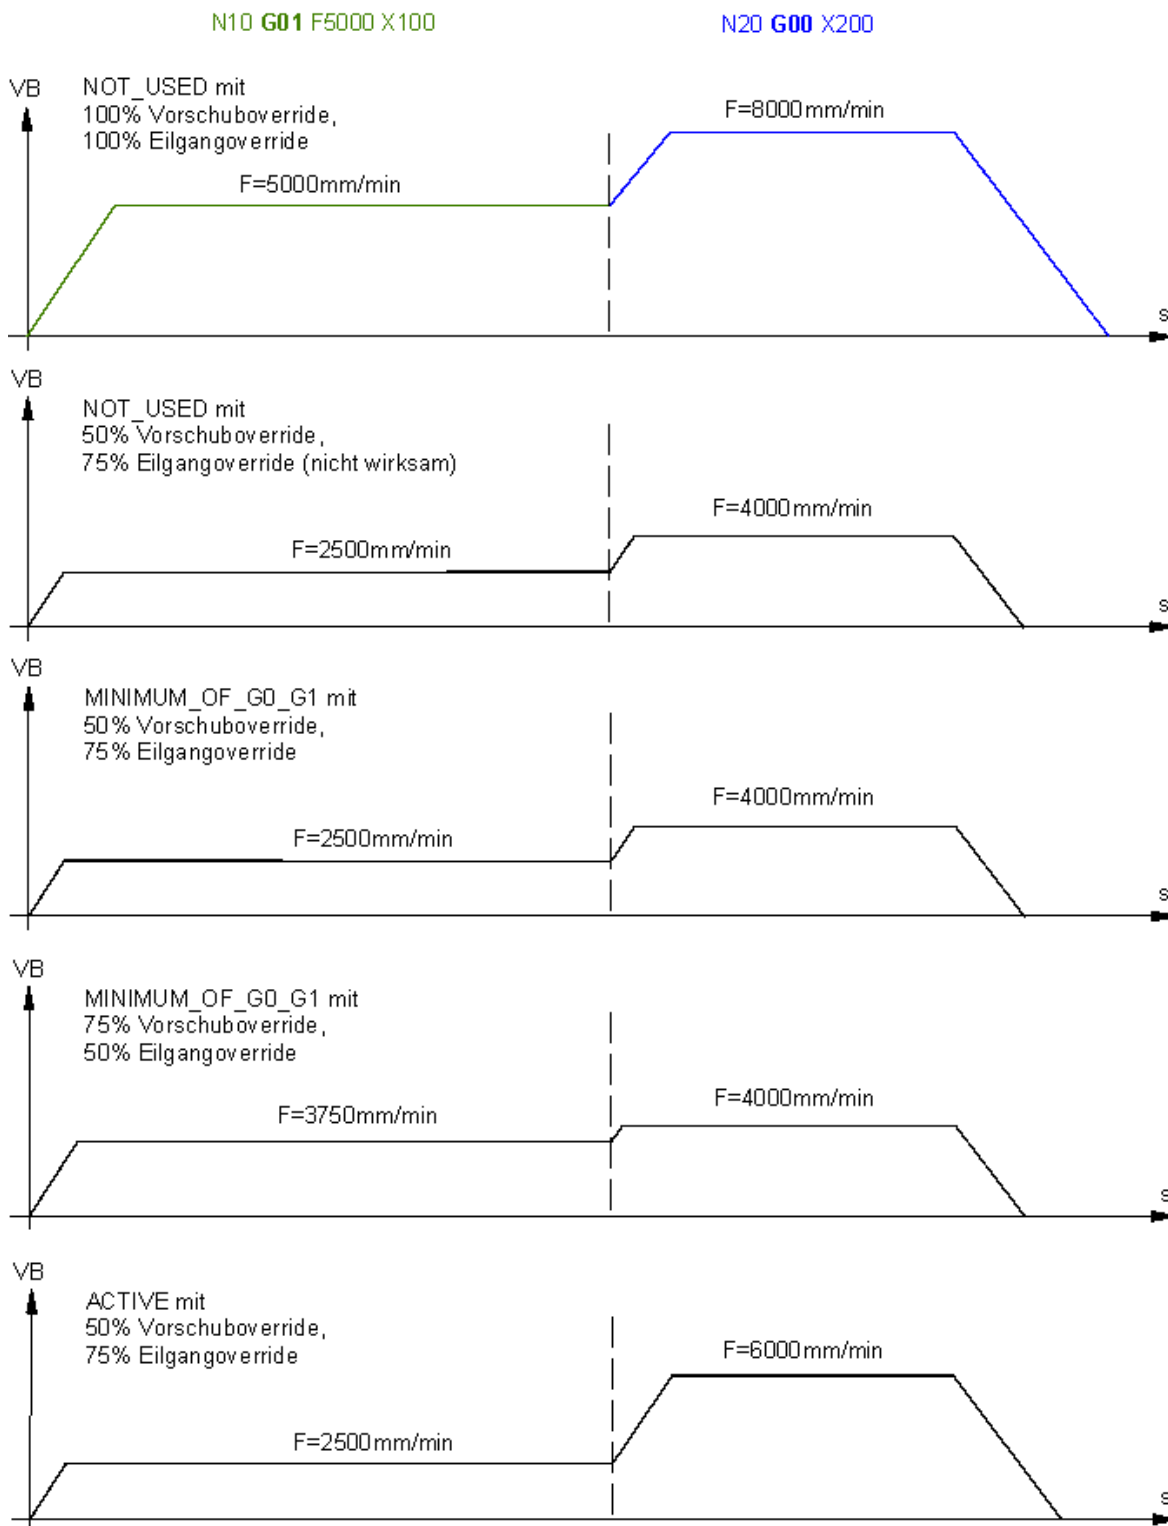 N10 G01 F5000 X100
N20 G00 X200
VB
NOT_USED mit
100% Vorschuboverride,
100% Eilgangoverride
F=5000mm/min
F=8000mm/min
s
VB
NOT_USED mit
50% Vorschuboverride,
75% Eilgangoverride (nicht wirksam)
F=2500mm/min
F=4000mm/min
s
VB
MINIMUM_OF_G0_G1 mit
50% Vorschuboverride,
75% Eilgangoverride
F=2500mm/min
F=4000mm/min
s
VB
MINIMUM_OF_G0_G1 mit
75% Vorschuboverride,
50% Eilgangoverride
F=3750mm/min
F=4000mm/min
s
VB
ACTIVE mit
50% Vorschuboverride,
75% Eilgangoverride
F=2500mm/min
F=6000mm/min
s